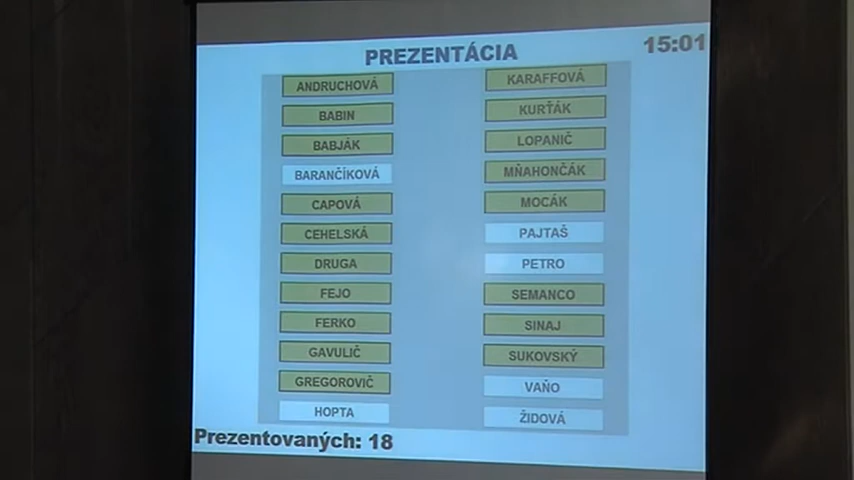 PREZENTÁCIA
15:01
ANDRUCHOVÁ
BABIN
BABJÁK
BARANČÍKOVÁ
CAPOVÁ
CEHELSKÁ
DRUGA
FEJO
FERKO
GAVULIČ
GREGOROVIČ
HOPTA
KARAFFOVÁ
KURŤÁK
LOPANIČ
MŇAHONČÁK
MOCÁK
PAJTAŠ
PETRO
SEMANCO
SINAJ
SUKOVSKÝ
VAŇO
ŽIDOVÁ
Prezentovaných: 18